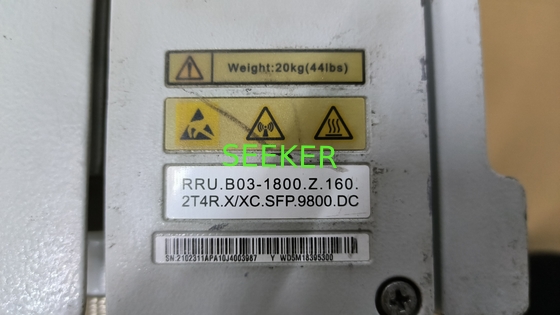 Weight:20kg(44lbs)
SEEKER
RRU.B03-1800.Z.160.
2T4R.X/XC.SFP.9800.DC
SN:2102311APA10J4003987 Y WD5M18395300